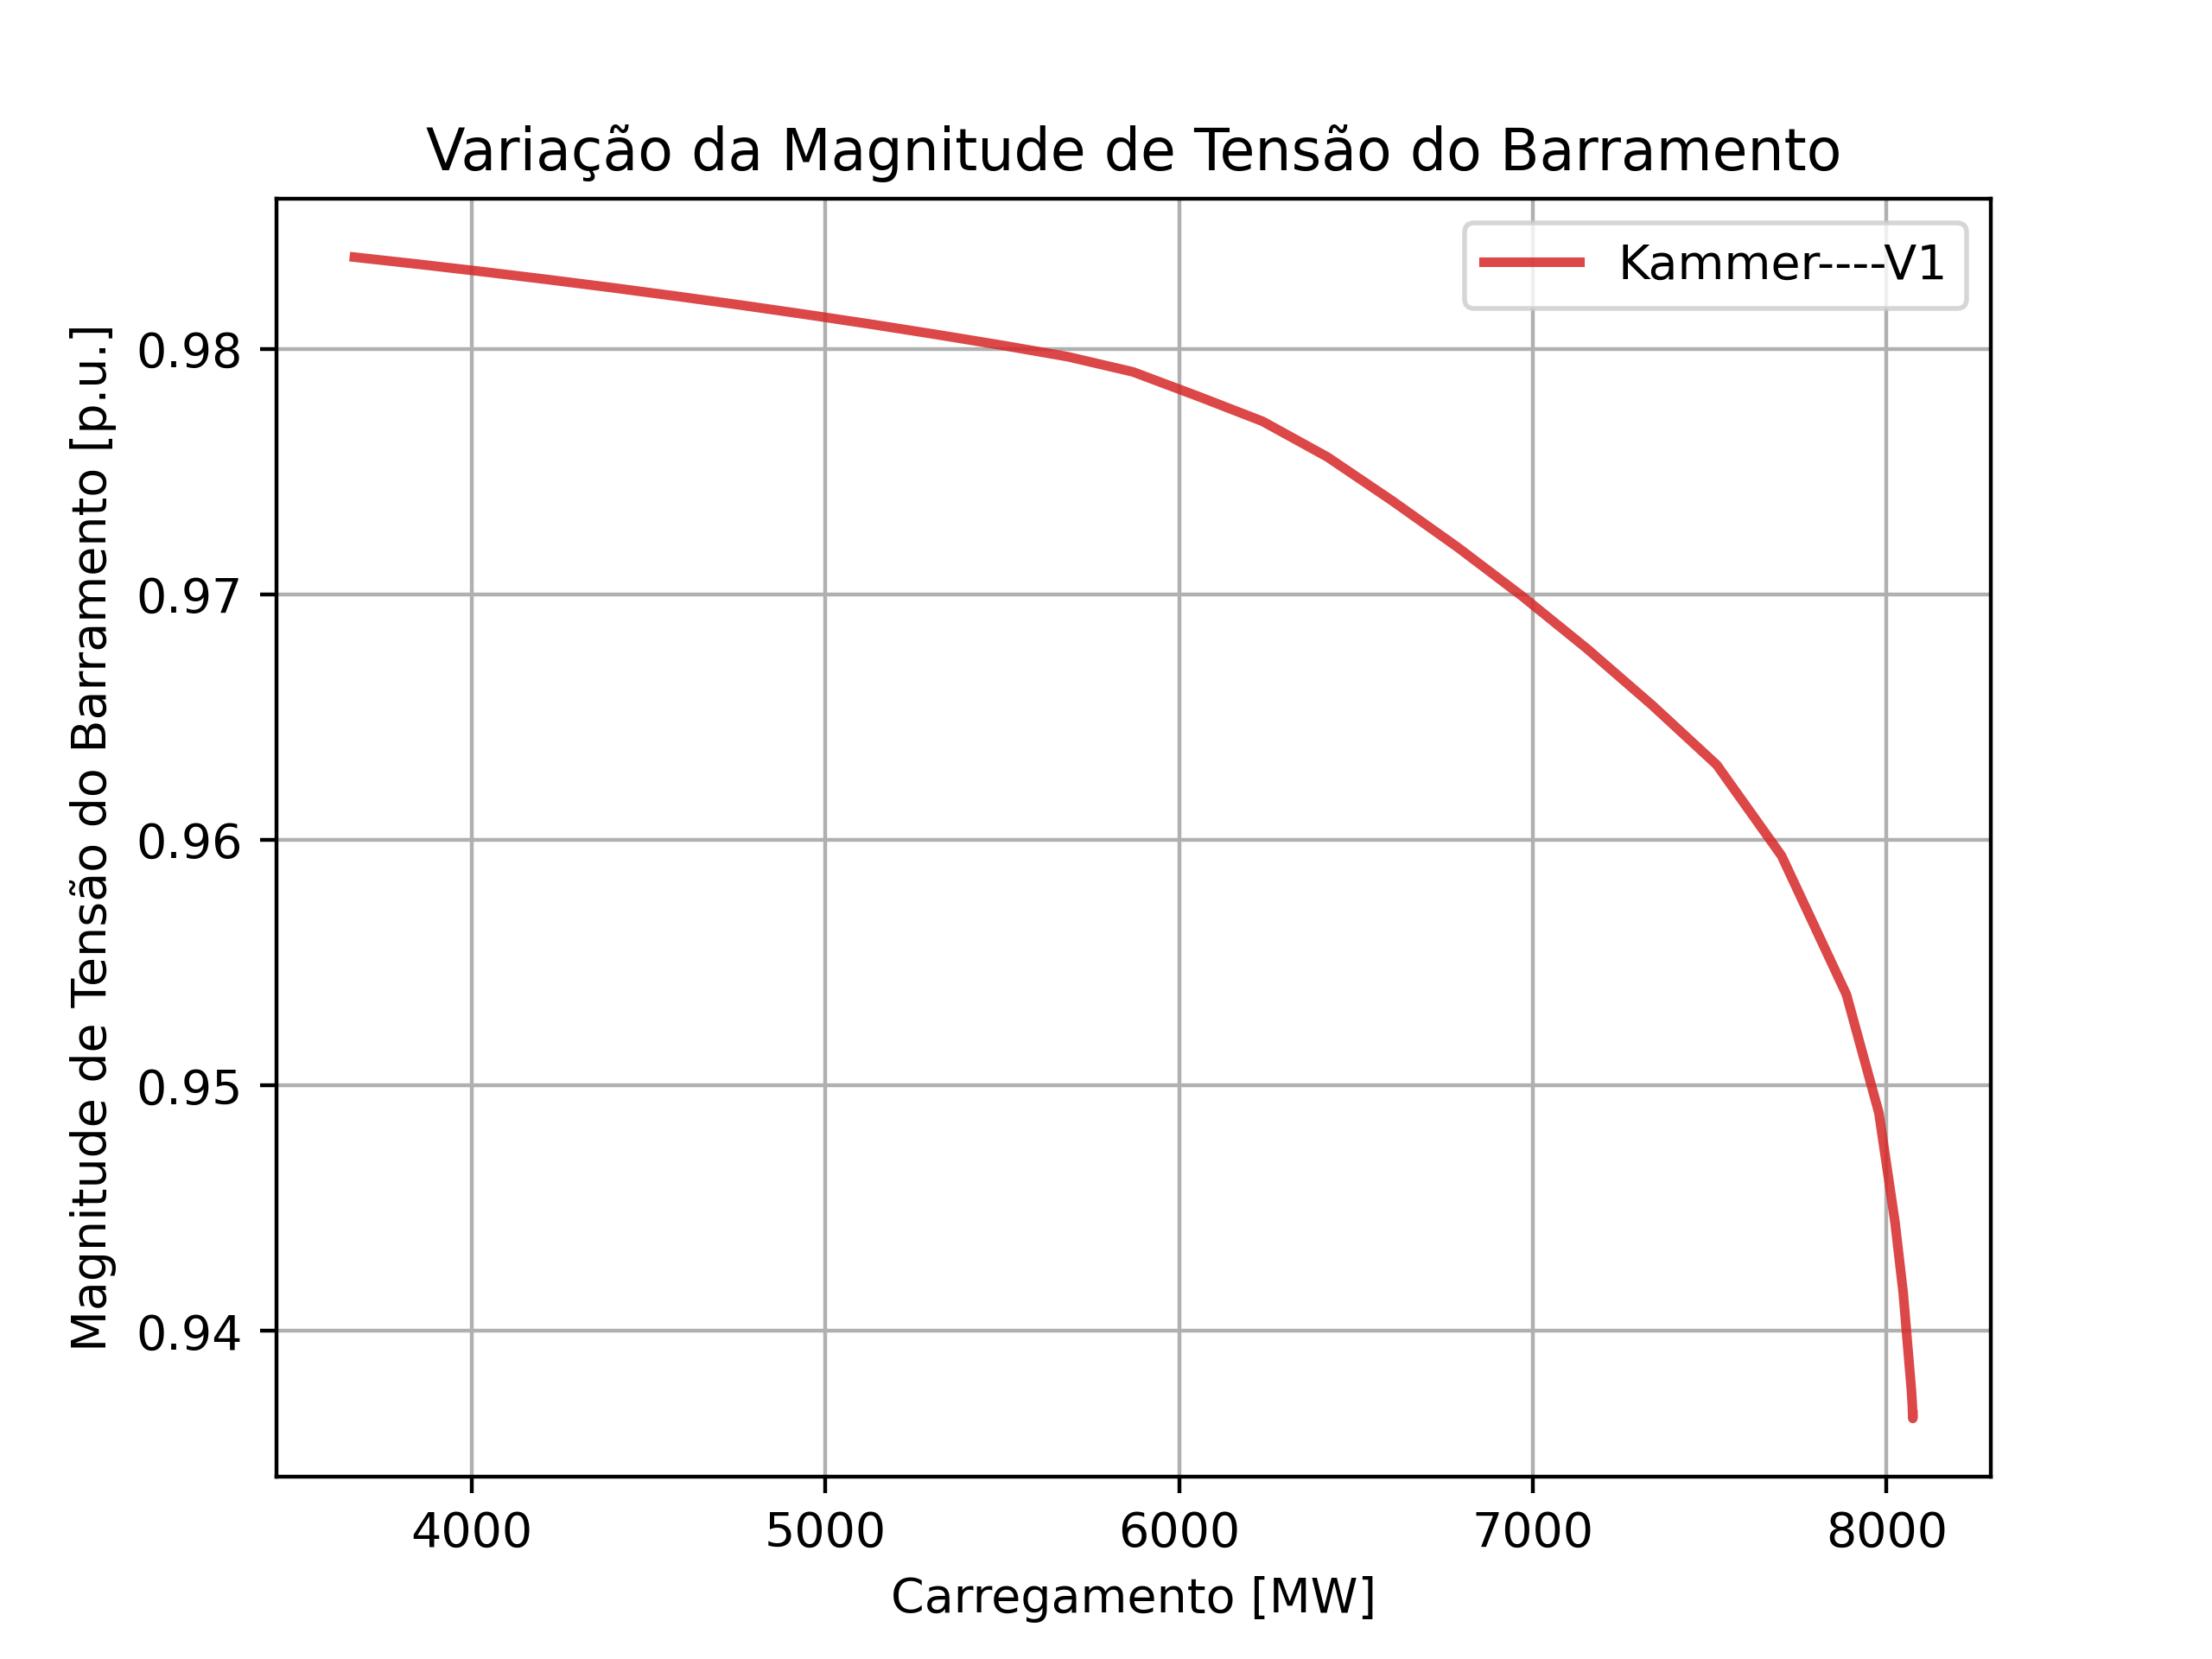 Variação da Magnitude de Tensão do Barramento
Kammer----V1
Magnitude de Tensão do Barramento [p.u.]
0.98
0.97
0.96
0.95
0.94
4000 5000 6000 7000 8000
Carregamento [MW]